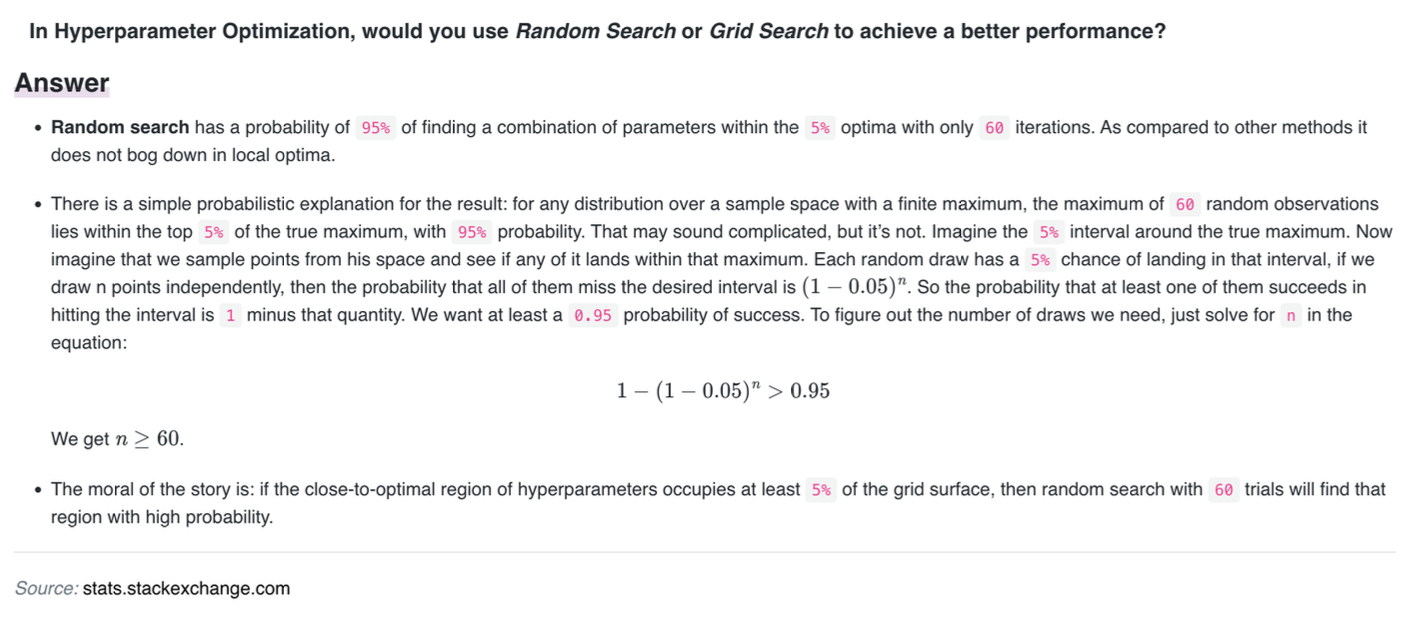 In Hyperparameter Optimization, would you use Random Search or Grid Search to achieve a better performance?
Answer
• Random search has a probability of 95% of finding a combination of parameters within the 5% optima with only 60 iterations. As compared to other methods it
does not bog down in local optima.
• There is a simple probabilistic explanation for the result: for any distribution over a sample space with a finite maximum, the maximum of 60 random observations
lies within the top 5% of the true maximum, with 95% probability. That may sound complicated, but it’s not. Imagine the 5% interval around the true maximum. Now
imagine that we sample points from his space and see if any of it lands within that maximum. Each random draw has a 5% chance of landing in that interval, if we
draw n points independently, then the probability that all of them miss the desired interval is (1 − 0.05)ⁿ. So the probability that at least one of them succeeds in
hitting the interval is 1 minus that quantity. We want at least a 0.95 probability of success. To figure out the number of draws we need, just solve for n in the
equation:
1 − (1 − 0.05)ⁿ > 0.95
We get n ≥ 60.
• The moral of the story is: if the close-to-optimal region of hyperparameters occupies at least 5% of the grid surface, then random search with 60 trials will find that
region with high probability.
Source: stats.stackexchange.com